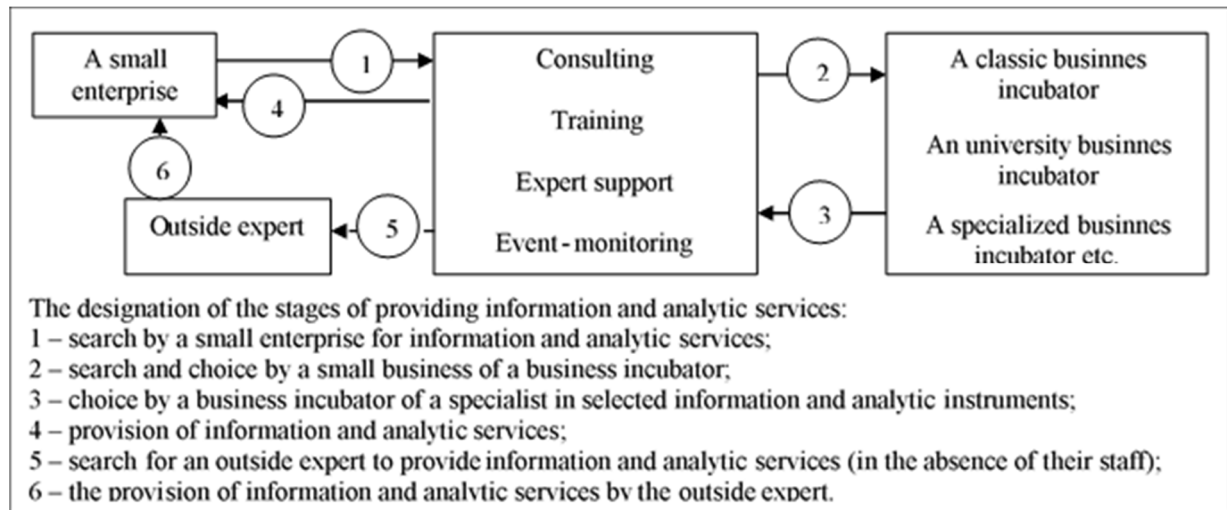 A small
enterprise
1
4
6
Outside expert
5
Consulting
Training
Expert support
Event-monitoring
2
3
A classic businnes
incubator
An university businnes
incubator
A specialized businnes
incubator etc.
The designation of the stages of providing information and analytic services:
1 – search by a small enterprise for information and analytic services;
2 – search and choice by a small business of a business incubator;
3 – choice by a business incubator of a specialist in selected information and analytic instruments;
4 – provision of information and analytic services;
5 – search for an outside expert to provide information and analytic services (in the absence of their staff);
6 – the provision of information and analytic services by the outside expert.